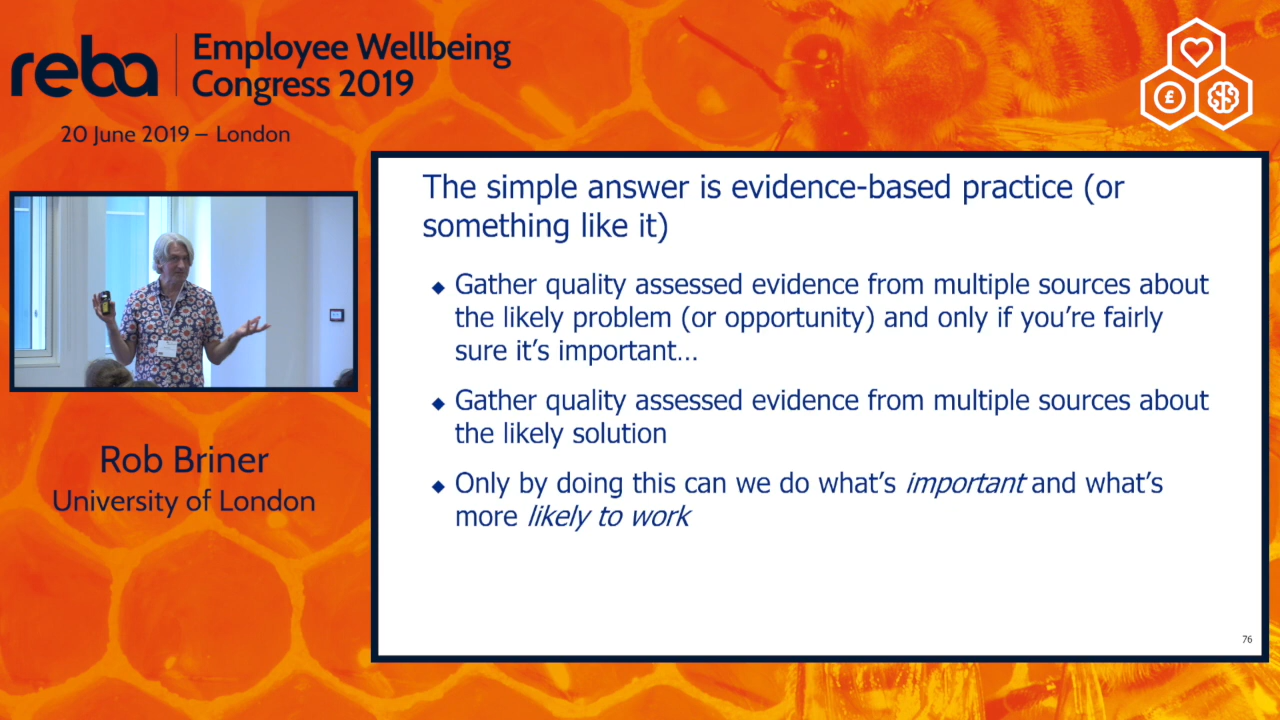 reba
Employee Wellbeing
Congress 2019
20 June 2019 – London
£
The simple answer is evidence-based practice (or
something like it)
◆ Gather quality assessed evidence from multiple sources about
the likely problem (or opportunity) and only if you're fairly
sure it's important...
◆ Gather quality assessed evidence from multiple sources about
the likely solution
◆ Only by doing this can we do what's important and what's
more likely to work
76
Rob Briner
University of London